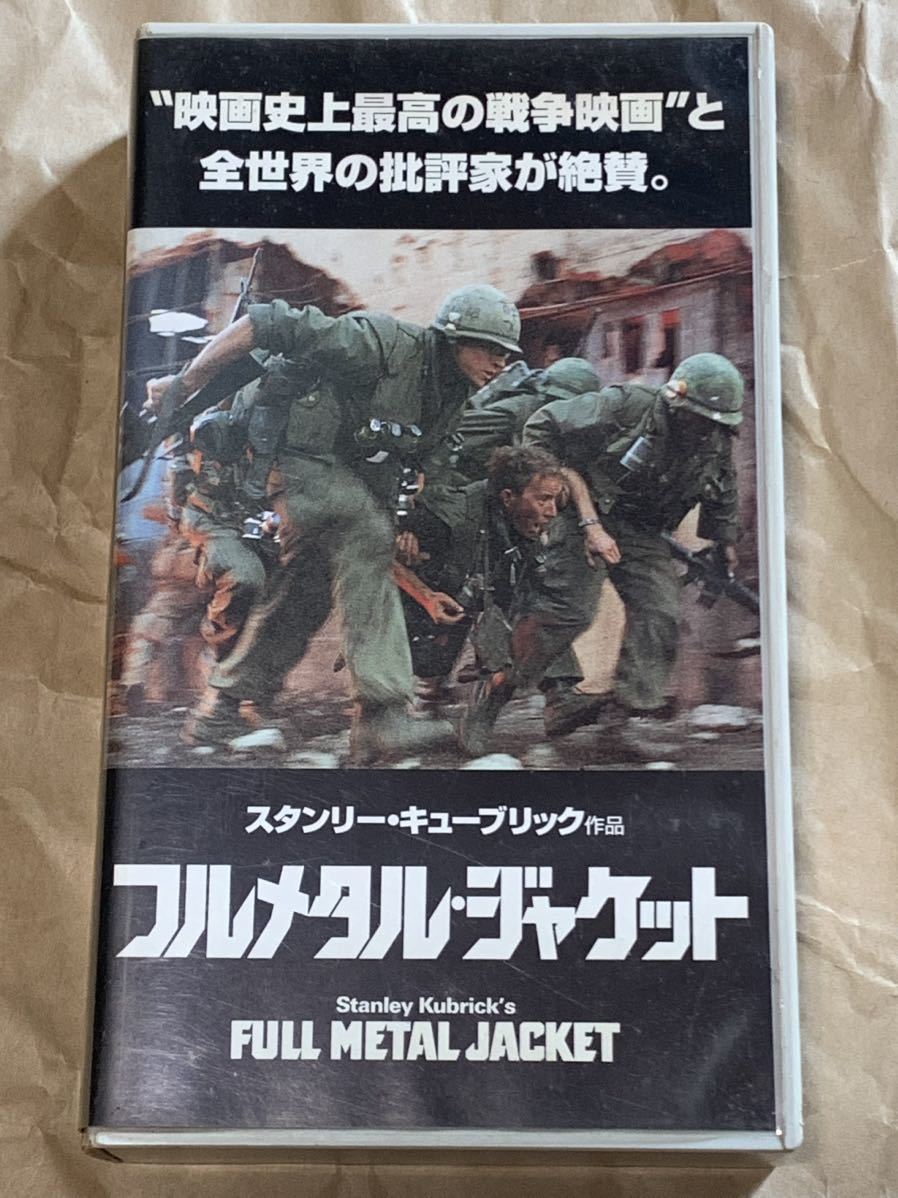 “映画史上最高の戦争映画”と
全世界の批評家が絶賛。
スタンリー・キューブリック作品
フルメタル・ジャケット
Stanley Kubrick's
FULL METAL JACKET